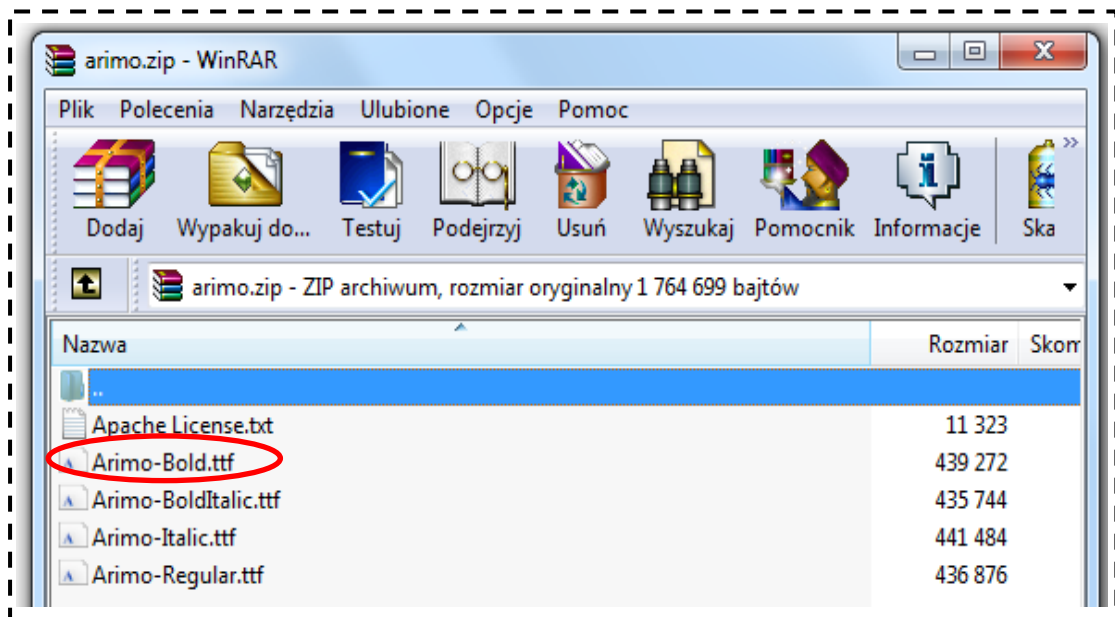 arimo.zip - WinRAR
Plik Polecenia Narzędzia Ulubione Opcje Pomoc
Dodaj Wypakuj do... Testuj Podejrzyj Usuń Wyszukaj Pomocnik Informacje Ska
arimo.zip - ZIP archiwum, rozmiar oryginalny 1 764 699 bajtów
Nazwa Rozmiar Skom
..
Apache License.txt 11 323
Arimo-Bold.ttf 439 272
Arimo-BoldItalic.ttf 435 744
Arimo-Italic.ttf 441 484
Arimo-Regular.ttf 436 876